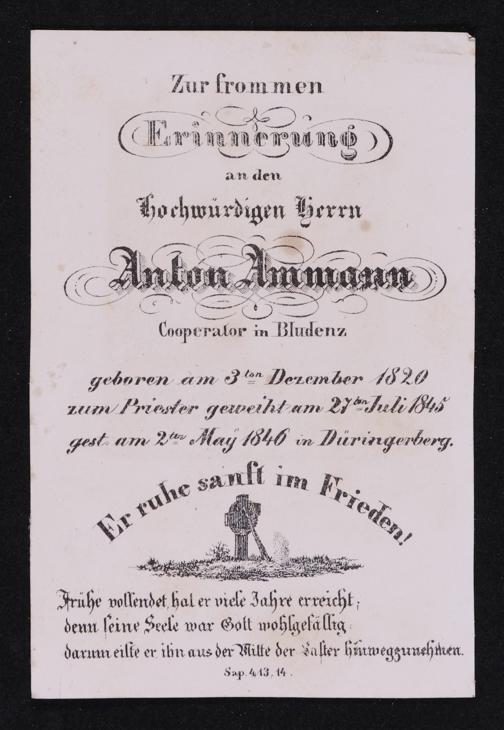 Zur frommen
Erinnerung
an den
Hochwürdigen Herrn
Anton Ammann
Cooperator in Bludenz
geboren am 3ten Dezember 1820
zum Priester geweiht am 27ten Juli 1845
gest. am 2ten Maÿ 1846 in Düringerberg.
Er ruhe sanft im Frieden!
Frühe vollendet, hat er viele Jahre erreicht;
denn seine Seele war Gott wohlgefällig:
darum eilte er ihn aus der Mitte der Laster hinwegzunehmen.
Sap. 4.13.14.